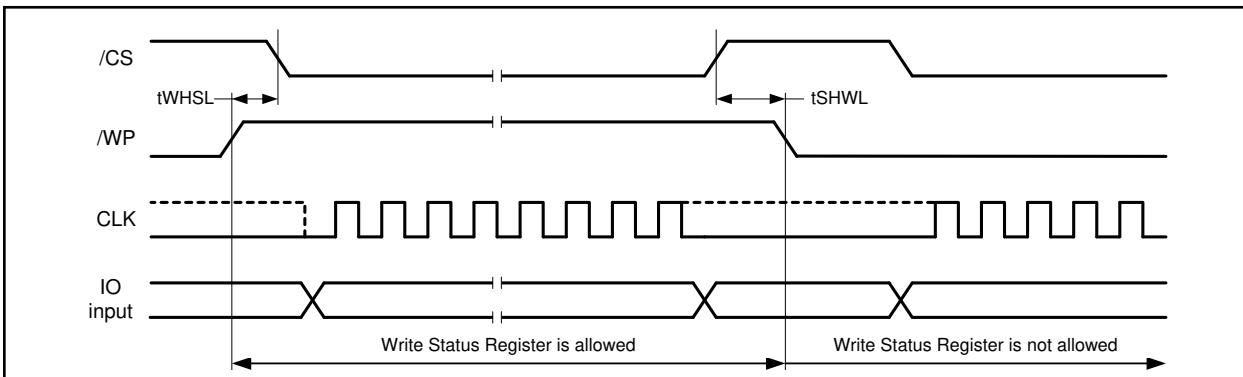 /CS
tWHSL
tSHWL
/WP
CLK
IO
input
Write Status Register is allowed
Write Status Register is not allowed